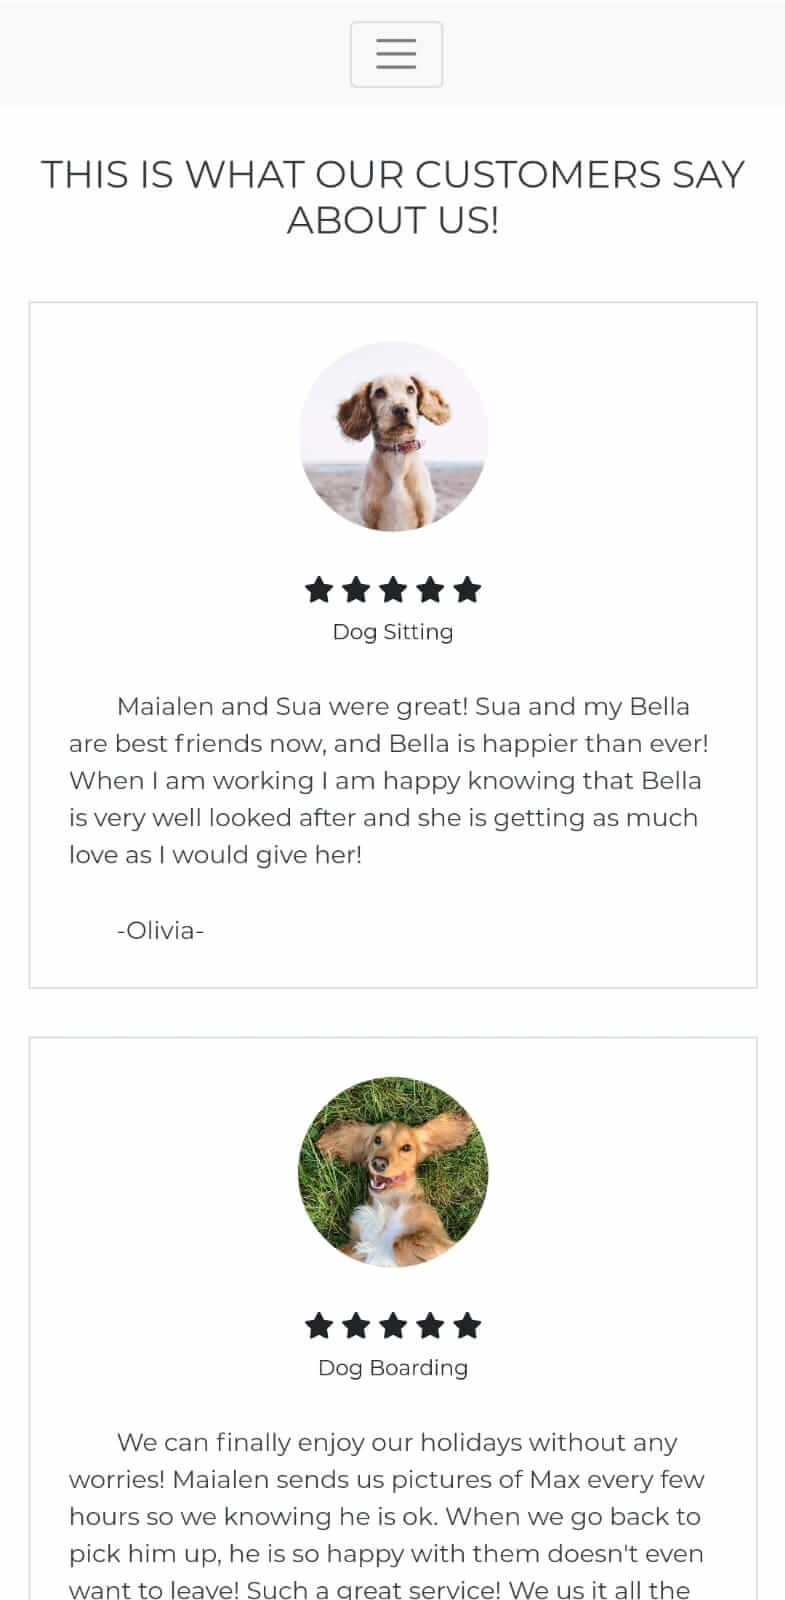 THIS IS WHAT OUR CUSTOMERS SAY
ABOUT US!
Dog Sitting
Maialen and Sua were great! Sua and my Bella
are best friends now, and Bella is happier than ever!
When I am working I am happy knowing that Bella
is very well looked after and she is getting as much
love as I would give her!
-Olivia-
Dog Boarding
We can finally enjoy our holidays without any
worries! Maialen sends us pictures of Max every few
hours so we knowing he is ok. When we go back to
pick him up, he is so happy with them doesn't even
want to leave! Such a great service! We us it all the